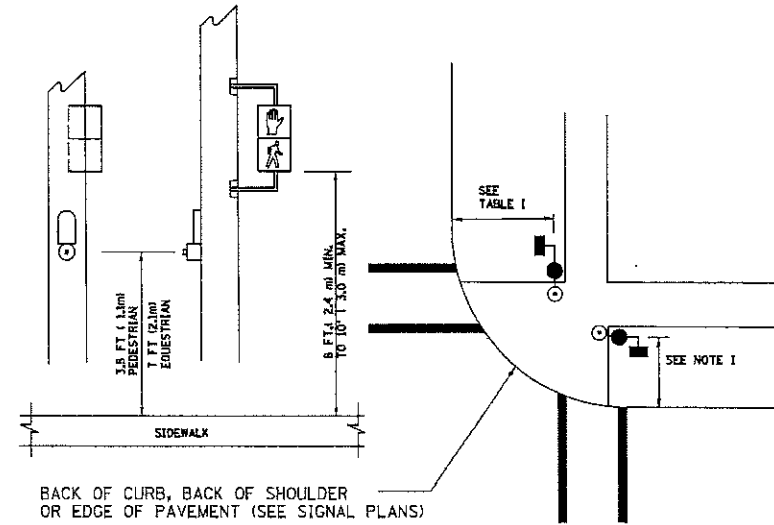 SEE
TABLE I
3.8 FT ( 1.1m)
PEDESTRIAN
7 FT (2.1m)
EQUESTRIAN
8 FT.( 2.4 m) MIN.
TO 10' ( 3.0 m) MAX.
SEE NOTE I
SIDEWALK
BACK OF CURB, BACK OF SHOULDER
OR EDGE OF PAVEMENT (SEE SIGNAL PLANS)